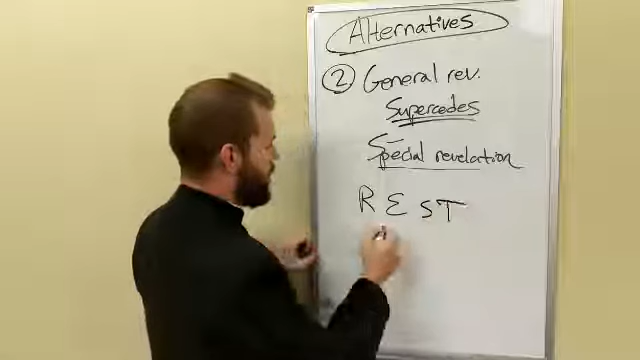 Alternatives
2 General rev.
Supercedes
Special revelation
R E S T